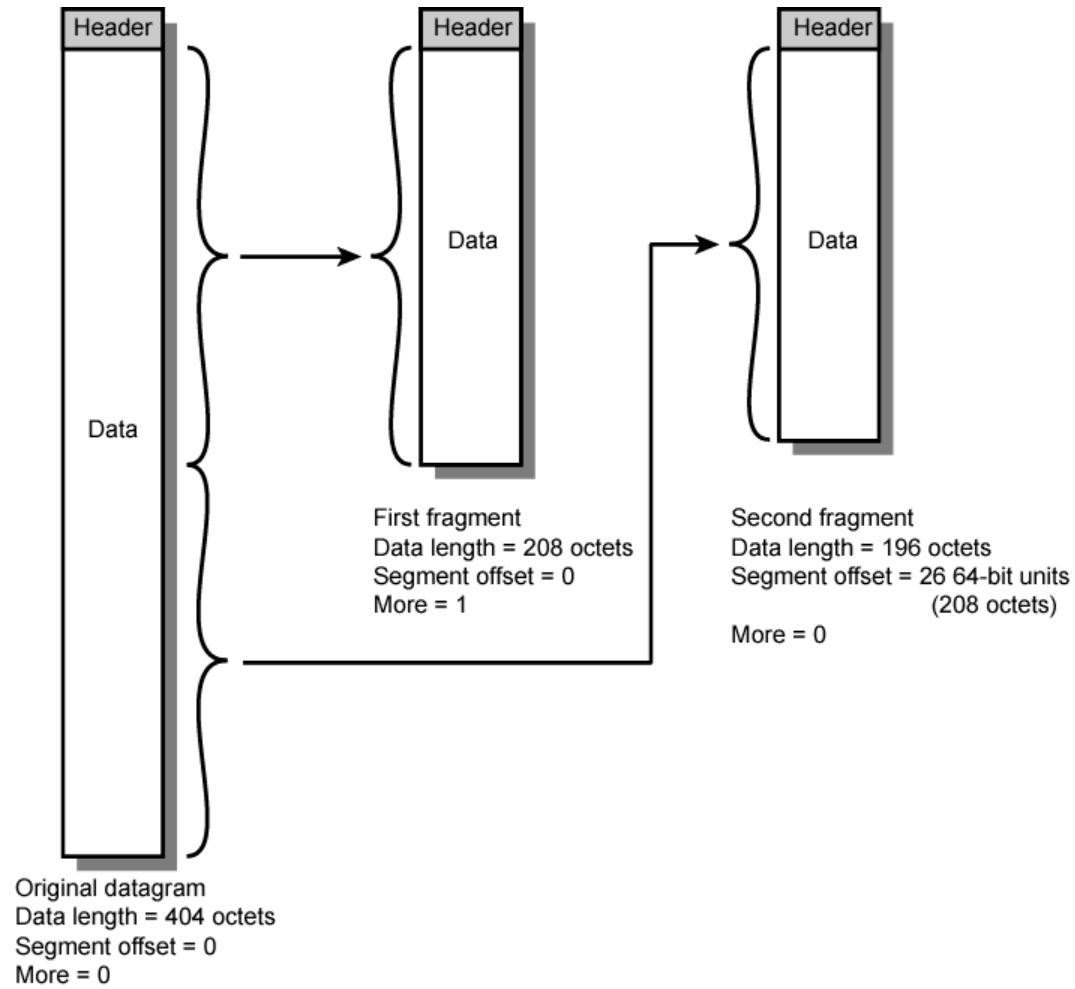 Header
Header
Header
Data
Data
Data
First fragment
Data length = 208 octets
Segment offset = 0
More = 1
Second fragment
Data length = 196 octets
Segment offset = 26 64-bit units
(208 octets)
More = 0
Original datagram
Data length = 404 octets
Segment offset = 0
More = 0